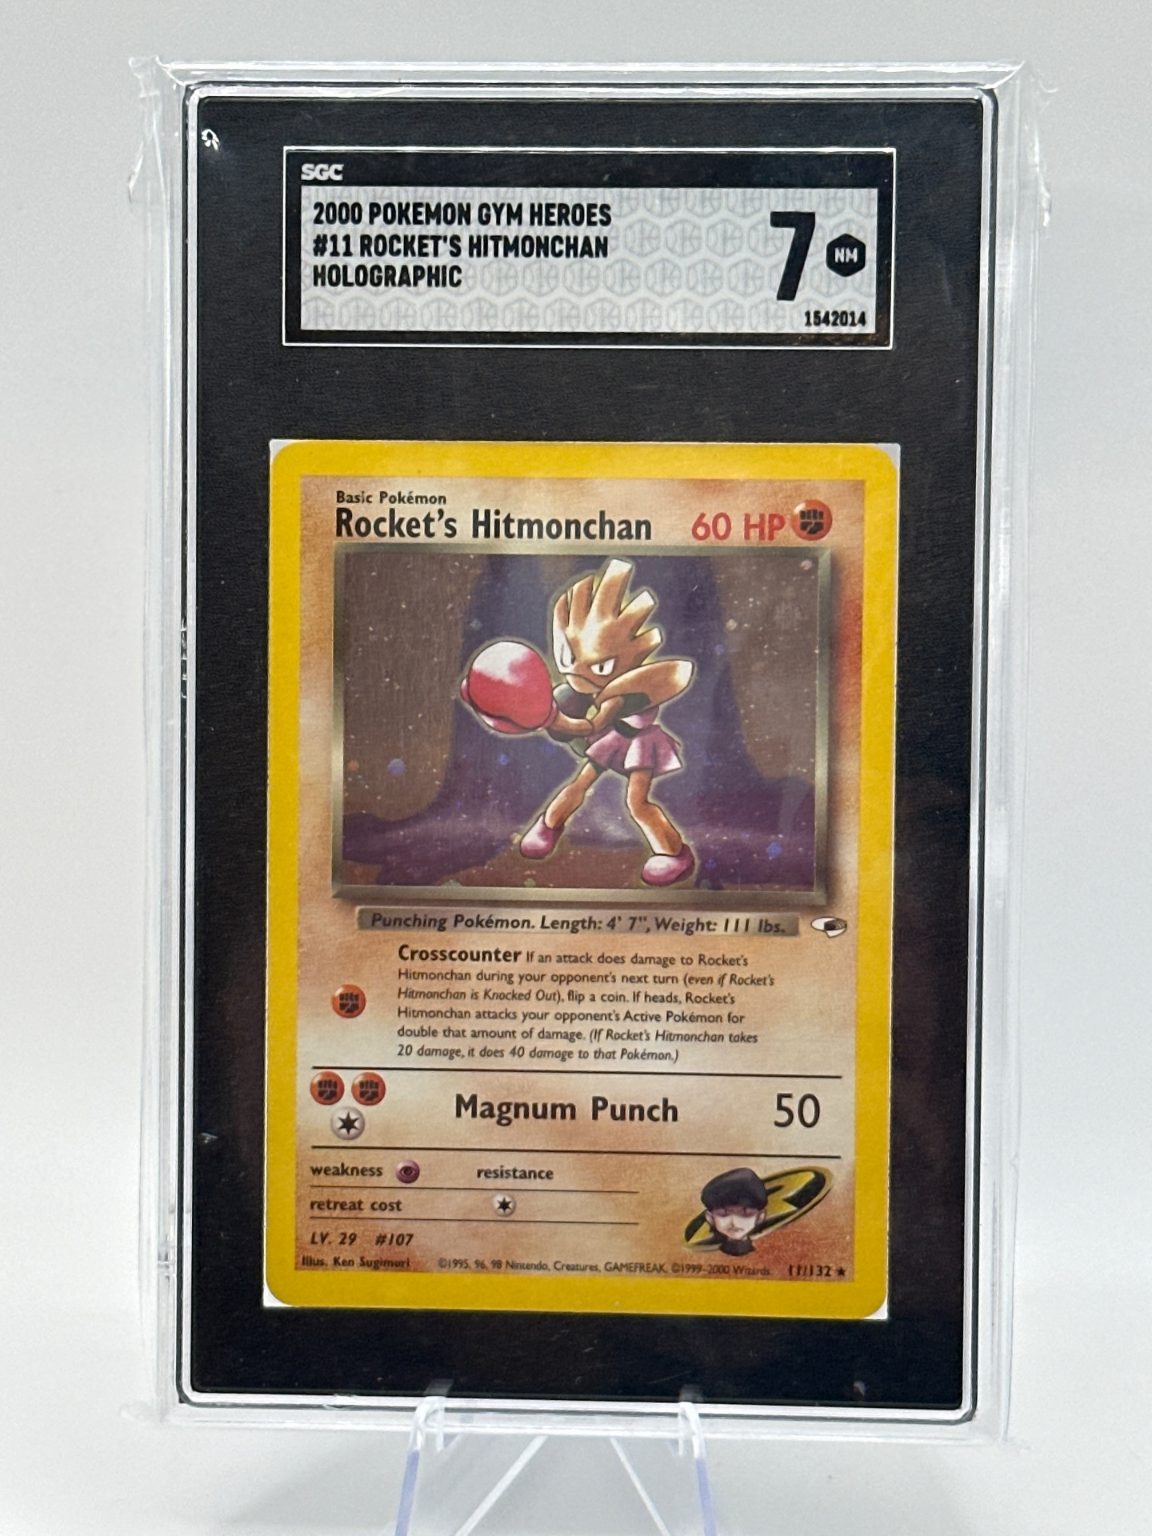 SGC
2000 POKEMON GYM HEROES
#11 ROCKET'S HITMONCHAN
HOLOGRAPHIC
7 NM
1542014
Basic Pokémon
Rocket's Hitmonchan 60 HP
Punching Pokémon. Length: 4' 7", Weight: 111 lbs.
Crosscounter If an attack does damage to Rocket's
Hitmonchan during your opponent's next turn (even if Rocket's
Hitmonchan is Knocked Out), flip a coin. If heads, Rocket's
Hitmonchan attacks your opponent's Active Pokémon for
double that amount of damage. (If Rocket's Hitmonchan takes
20 damage, it does 40 damage to that Pokémon.)
Magnum Punch 50
weakness resistance
retreat cost
LV. 29 #107
Illus. Ken Sugimori ©1995, 96, 98 Nintendo, Creatures, GAMEFREAK. ©1999-2000 Wizards. 11/132 ★